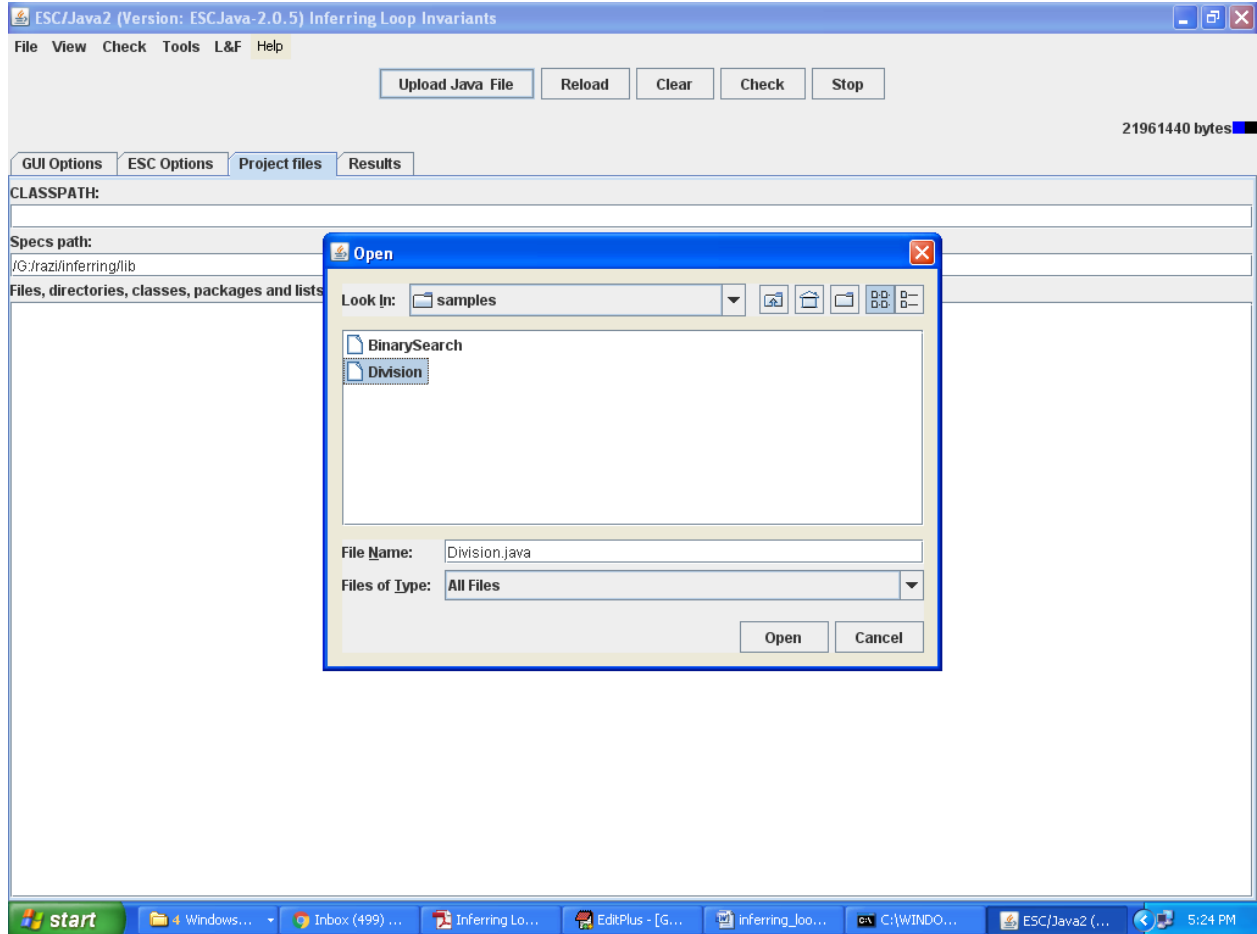 ESC/Java2 (Version: ESCJava-2.0.5) Inferring Loop Invariants
File View Check Tools L&F Help
Upload Java File Reload Clear Check Stop
21961440 bytes
GUI Options ESC Options Project files Results
CLASSPATH:
Specs path:
/G:/razi/inferring/lib
Files, directories, classes, packages and lists
Open
Look In: samples
BinarySearch
Division
File Name: Division.java
Files of Type: All Files
Open Cancel
start 4 Windows... Inbox (499) ... Inferring Lo... EditPlus - [G... inferring_loo... C:\WINDO... ESC/Java2 (... 5:24 PM